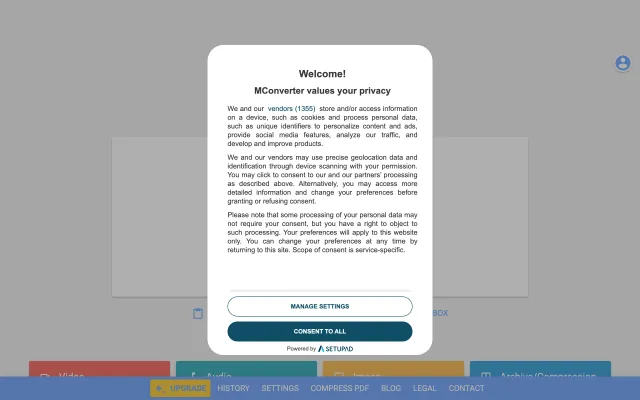 Welcome!
MConverter values your privacy
We and our vendors (1355) store and/or access information
on a device, such as cookies and process personal data,
such as unique identifiers to personalize content and ads,
provide social media features, analyze our traffic, and
develop and improve products.
We and our vendors may use precise geolocation data and
identification through device scanning with your permission.
You may click to consent to our and our partners' processing
as described above. Alternatively, you may access more
detailed information and change your preferences before
granting or refusing consent.
Please note that some processing of your personal data may
not require your consent, but you have a right to object to
such processing. Your preferences will apply to this website
only. You can change your preferences at any time by
returning to this site. Scope of consent is service-specific.
MANAGE SETTINGS
BOX
CONSENT TO ALL
Powered by SETUPAD
Video Audio Image Archive/Compression
UPGRADE HISTORY SETTINGS COMPRESS PDF BLOG LEGAL CONTACT